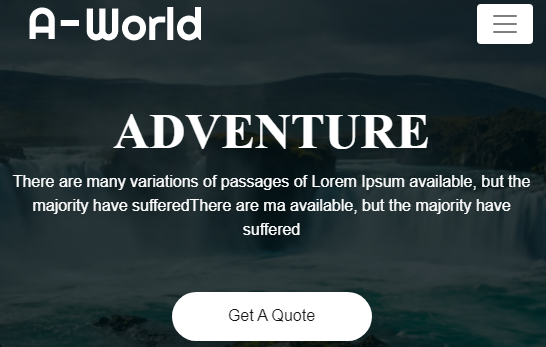 A-World
ADVENTURE
There are many variations of passages of Lorem Ipsum available, but the
majority have sufferedThere are ma available, but the majority have
suffered
Get A Quote